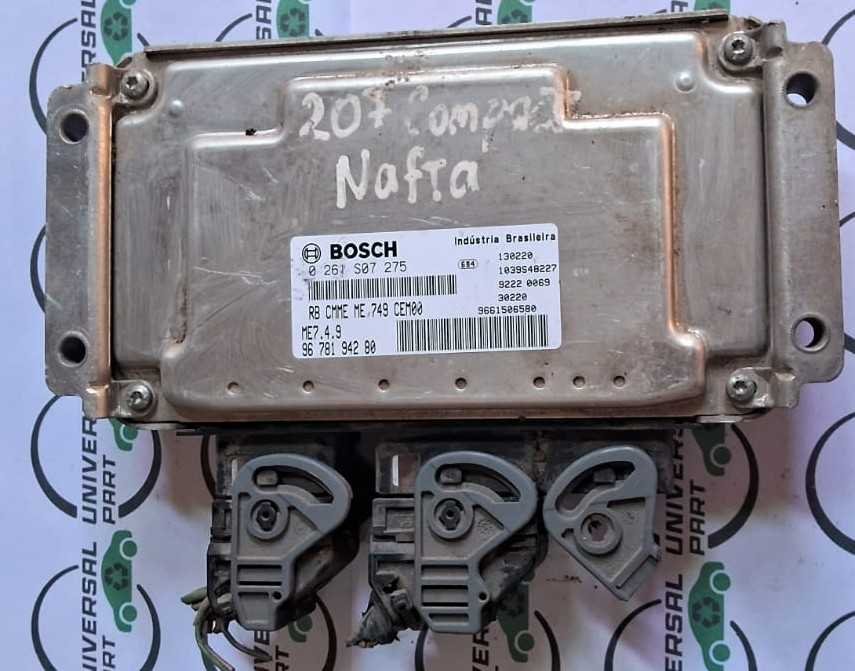 207 Compact
Nafta
BOSCH
Indústria Brasileira
0 261 S07 275
130220
1039S48227
9222 0069
30220
9661506580
RB CMME ME 749 CEM00
ME7.4.9
96 781 942 80
UNIVERSAL PART